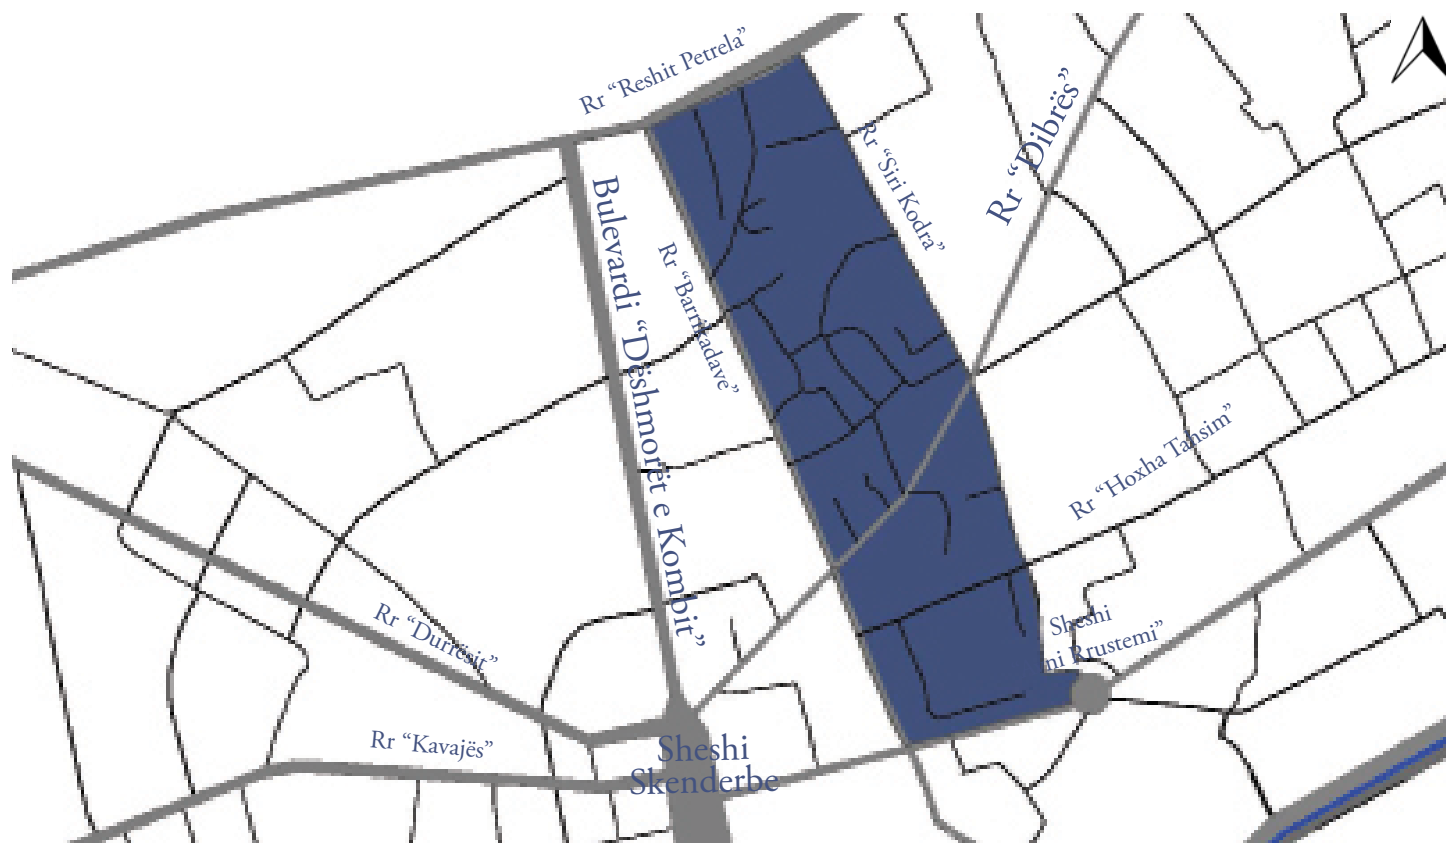 Rr “Reshit Petrela”
Rr “Dibrës”
Rr “Siri Kodra”
Bulevardi “Dëshmorët e Kombit”
Rr “Barrikadave”
Rr “Hoxha Tahsim”
Rr “Durrësit”
Sheshi
ni Rrustemi”
Rr “Kavajës”
Sheshi
Skenderbe